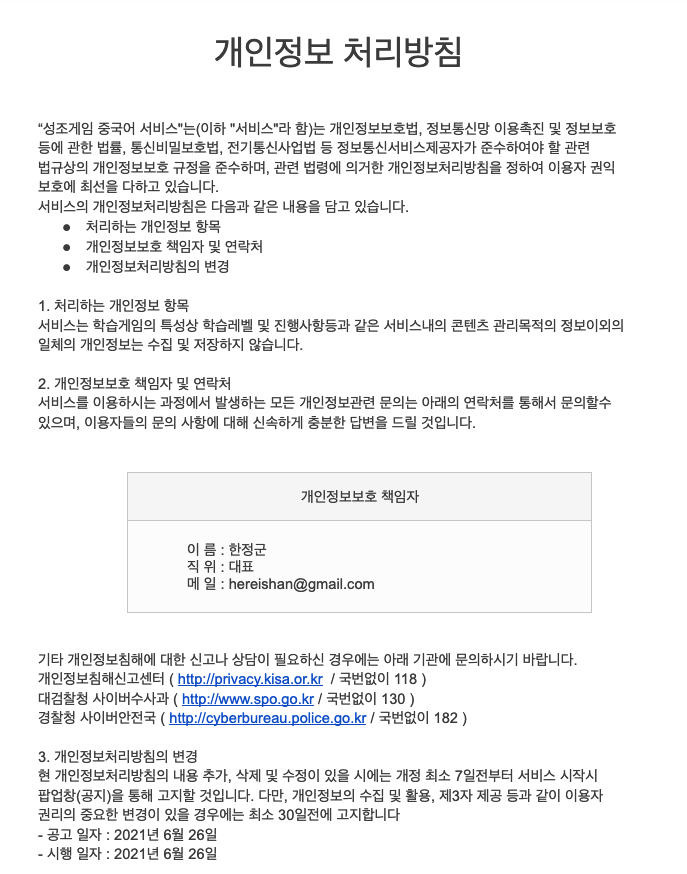 개인정보 처리방침
“성조게임 중국어 서비스"는(이하 "서비스"라 함)는 개인정보보호법, 정보통신망 이용촉진 및 정보보호
등에 관한 법률, 통신비밀보호법, 전기통신사업법 등 정보통신서비스제공자가 준수하여야 할 관련
법규상의 개인정보보호 규정을 준수하며, 관련 법령에 의거한 개인정보처리방침을 정하여 이용자 권익
보호에 최선을 다하고 있습니다.
서비스의 개인정보처리방침은 다음과 같은 내용을 담고 있습니다.
● 처리하는 개인정보 항목
● 개인정보보호 책임자 및 연락처
● 개인정보처리방침의 변경
1. 처리하는 개인정보 항목
서비스는 학습게임의 특성상 학습레벨 및 진행사항등과 같은 서비스내의 콘텐츠 관리목적의 정보이외의
일체의 개인정보는 수집 및 저장하지 않습니다.
2. 개인정보보호 책임자 및 연락처
서비스를 이용하시는 과정에서 발생하는 모든 개인정보관련 문의는 아래의 연락처를 통해서 문의할수
있으며, 이용자들의 문의 사항에 대해 신속하게 충분한 답변을 드릴 것입니다.
개인정보보호 책임자
이 름 : 한정군
직 위 : 대표
메 일 : hereishan@gmail.com
기타 개인정보침해에 대한 신고나 상담이 필요하신 경우에는 아래 기관에 문의하시기 바랍니다.
개인정보침해신고센터 ( http://privacy.kisa.or.kr / 국번없이 118 )
대검찰청 사이버수사과 ( http://www.spo.go.kr / 국번없이 130 )
경찰청 사이버안전국 ( http://cyberbureau.police.go.kr / 국번없이 182 )
3. 개인정보처리방침의 변경
현 개인정보처리방침의 내용 추가, 삭제 및 수정이 있을 시에는 개정 최소 7일전부터 서비스 시작시
팝업창(공지)을 통해 고지할 것입니다. 다만, 개인정보의 수집 및 활용, 제3자 제공 등과 같이 이용자
권리의 중요한 변경이 있을 경우에는 최소 30일전에 고지합니다
- 공고 일자 : 2021년 6월 26일
- 시행 일자 : 2021년 6월 26일